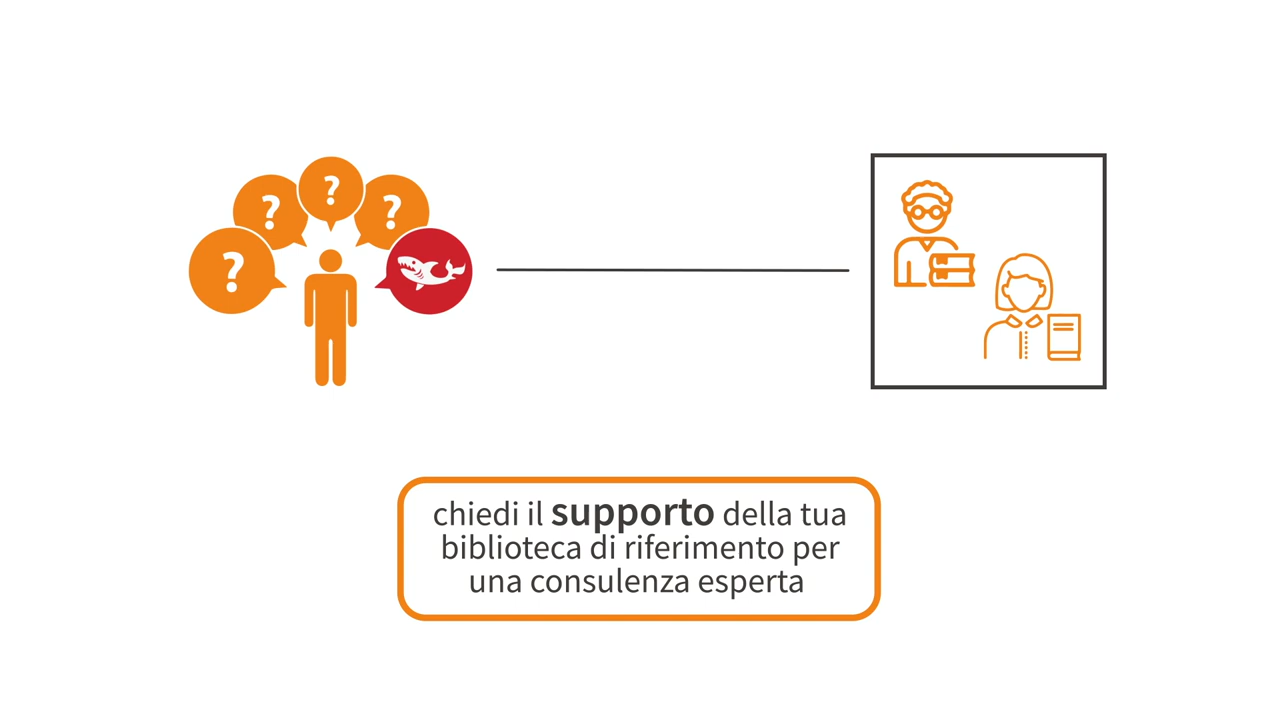 ?
?
?
?
chiedi il supporto della tua
biblioteca di riferimento per
una consulenza esperta